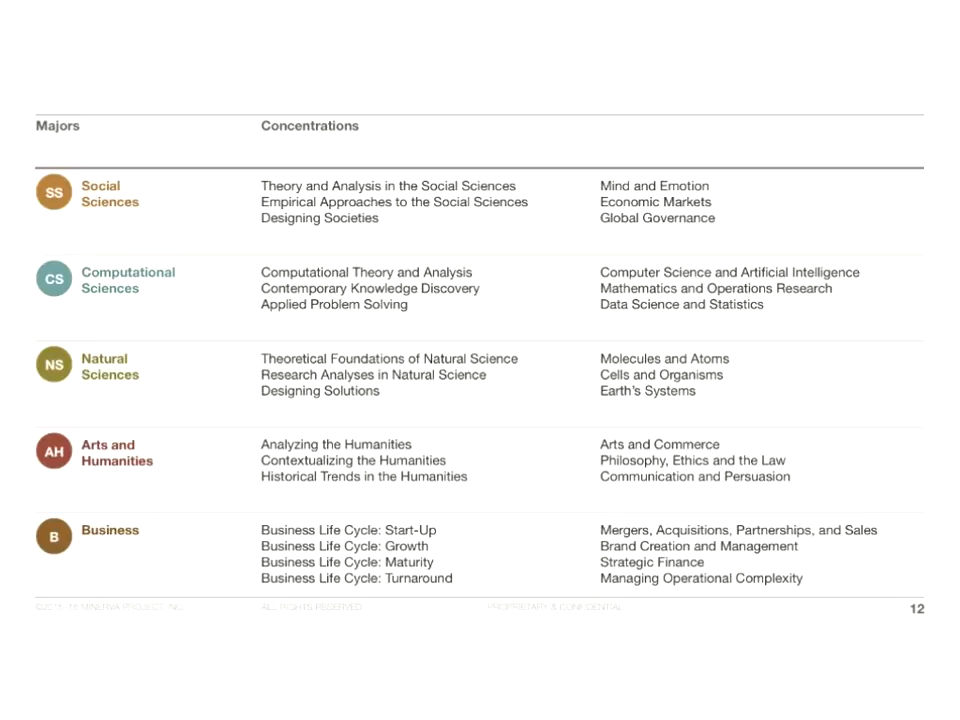 Majors Concentrations
SS Social Sciences
Theory and Analysis in the Social Sciences Mind and Emotion
Empirical Approaches to the Social Sciences Economic Markets
Designing Societies Global Governance
CS Computational Sciences
Computational Theory and Analysis Computer Science and Artificial Intelligence
Contemporary Knowledge Discovery Mathematics and Operations Research
Applied Problem Solving Data Science and Statistics
NS Natural Sciences
Theoretical Foundations of Natural Science Molecules and Atoms
Research Analyses in Natural Science Cells and Organisms
Designing Solutions Earth's Systems
AH Arts and Humanities
Analyzing the Humanities Arts and Commerce
Contextualizing the Humanities Philosophy, Ethics and the Law
Historical Trends in the Humanities Communication and Persuasion
B Business
Business Life Cycle: Start-Up Mergers, Acquisitions, Partnerships, and Sales
Business Life Cycle: Growth Brand Creation and Management
Business Life Cycle: Maturity Strategic Finance
Business Life Cycle: Turnaround Managing Operational Complexity
MINERVA PROJECT, INC. ALL RIGHTS RESERVED PROPRIETARY & CONFIDENTIAL 12